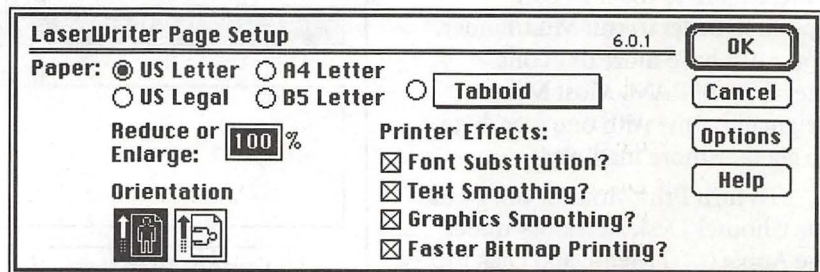 LaserWriter Page Setup 6.0.1 OK
Paper: US Letter A4 Letter Tabloid Cancel
US Legal B5 Letter
Reduce or Enlarge: 100 %
Printer Effects: Options
Font Substitution?
Text Smoothing? Help
Graphics Smoothing?
Faster Bitmap Printing?
Orientation